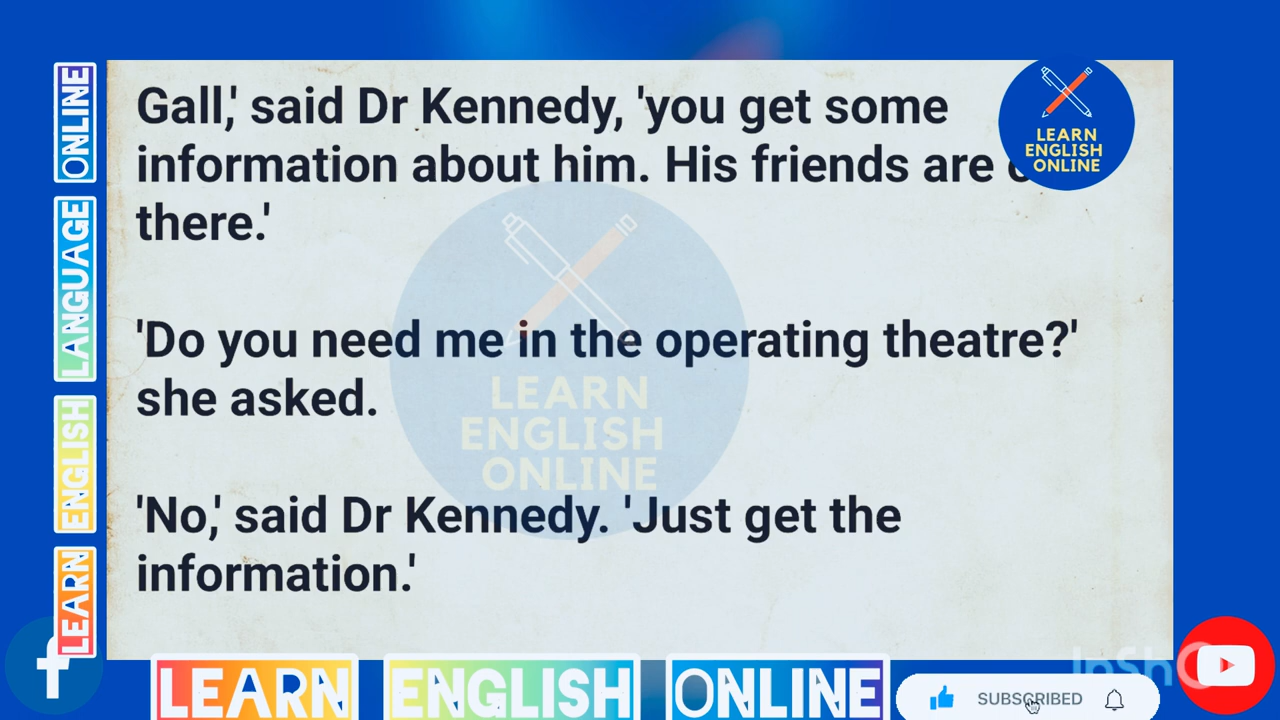 Gall,' said Dr Kennedy, 'you get some
information about him. His friends are
there.'
'Do you need me in the operating theatre?'
she asked.
'No,' said Dr Kennedy. 'Just get the
information.'
LEARN
ENGLISH
ONLINE
LEARN
ENGLISH
ONLINE
LEARN ENGLISH LANGUAGE ONLINE
LEARN ENGLISH ONLINE
SUBSCRIBED
f